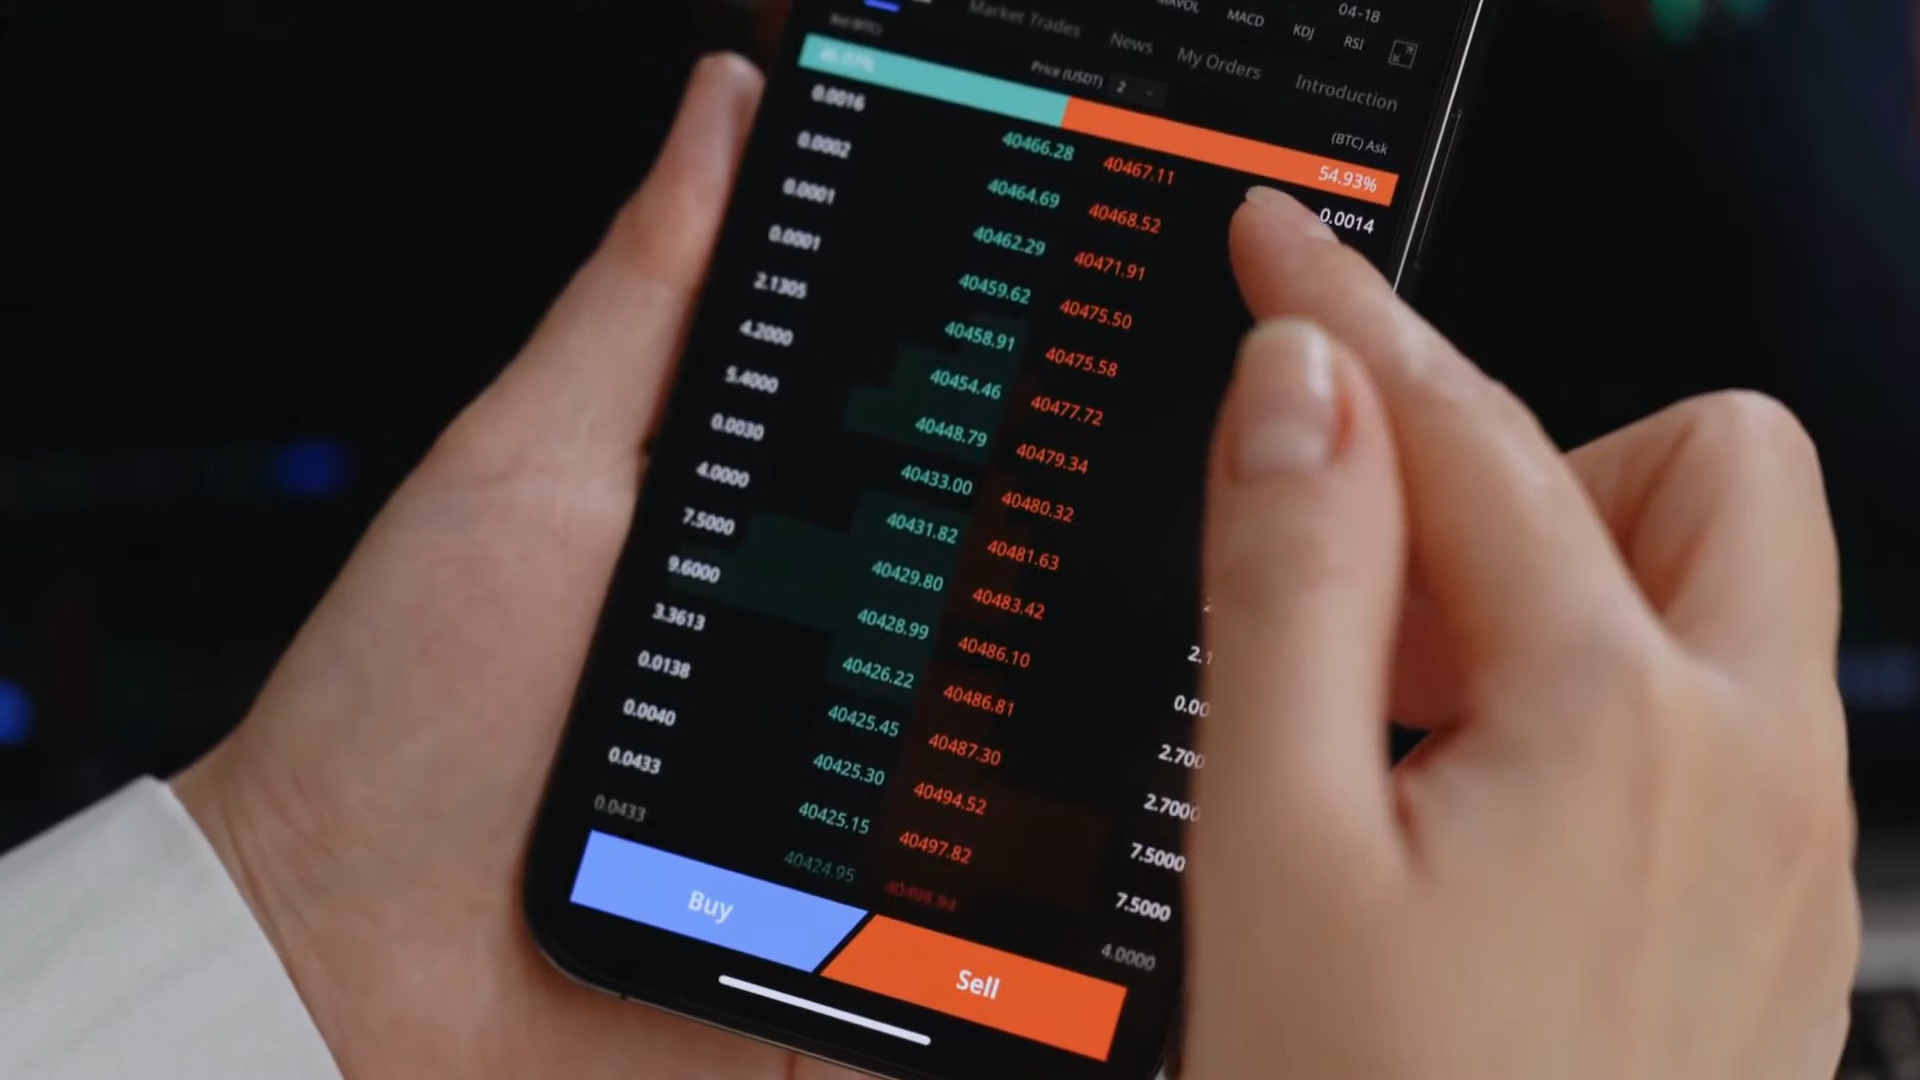 MAVOL MACD KDJ RSI 04-18
Market Trades News My Orders Introduction
Bid (BTC) Price (USDT) 2 (BTC) Ask
54.93%
0.0016 40466.28 40467.11 0.0014
0.0002 40464.69 40468.52
0.0001 40462.29 40471.91
0.0001 40459.62 40475.50
2.1305 40458.91 40475.58
4.2000 40454.46 40477.72
5.4000 40448.79 40479.34
0.0030 40433.00 40480.32
4.0000 40431.82 40481.63
7.5000 40429.80 40483.42
9.6000 40428.99 40486.10
3.3613 40426.22 40486.81
0.0138 40425.45 40487.30
0.0040 40425.30 40494.52 7.5000
0.0433 40425.15 40497.82 7.5000
0.0433 40424.95 40498.94 4.0000
Buy Sell